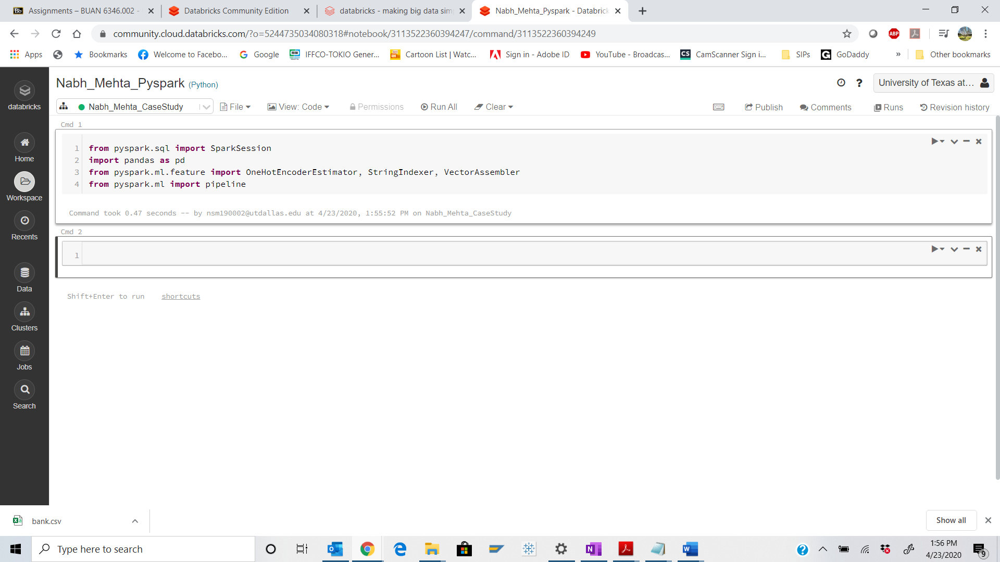 Assignments – BUAN 6346.002 -
Databricks Community Edition
databricks - making big data sim
Nabh_Mehta_Pyspark - Databrick
community.cloud.databricks.com/?o=5244735034080318#notebook/3113522360394247/command/3113522360394249
ABP
Apps
Bookmarks
Welcome to Facebo...
Google
IFFCO-TOKIO Gener...
Cartoon List | Watc...
Sign in - Adobe ID
YouTube - Broadcas...
CS
CamScanner Sign i...
SIPs
GoDaddy
»
Other bookmarks
Nabh_Mehta_Pyspark (Python)
University of Texas at...
Nabh_Mehta_CaseStudy
File
View: Code
Permissions
Run All
Clear
Publish
Comments
Runs
Revision history
databricks
Home
Workspace
Recents
Data
Clusters
Jobs
Search
Cmd 1
1 from pyspark.sql import SparkSession
2 import pandas as pd
3 from pyspark.ml.feature import OneHotEncoderEstimator, StringIndexer, VectorAssembler
4 from pyspark.ml import pipeline
Command took 0.47 seconds -- by nsm190002@utdallas.edu at 4/23/2020, 1:55:52 PM on Nabh_Mehta_CaseStudy
Cmd 2
1
Shift+Enter to run shortcuts
bank.csv
Show all
Type here to search
1:56 PM
4/23/2020
9